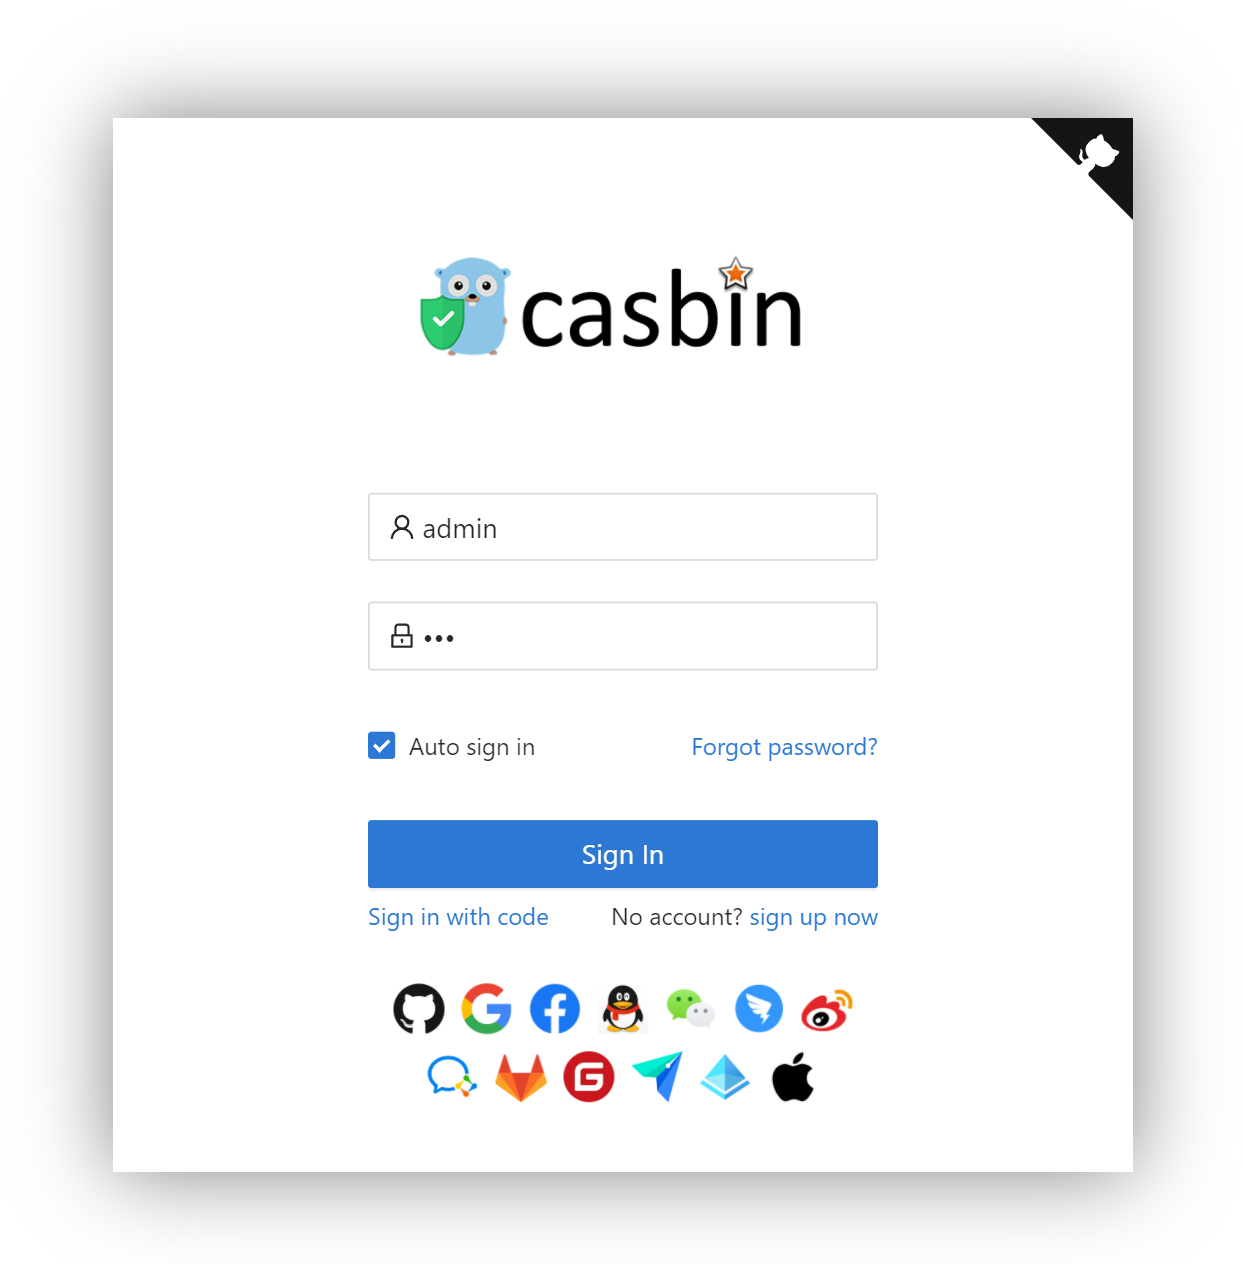 casbin
admin
•••
Auto sign in
Forgot password?
Sign In
Sign in with code
No account? sign up now